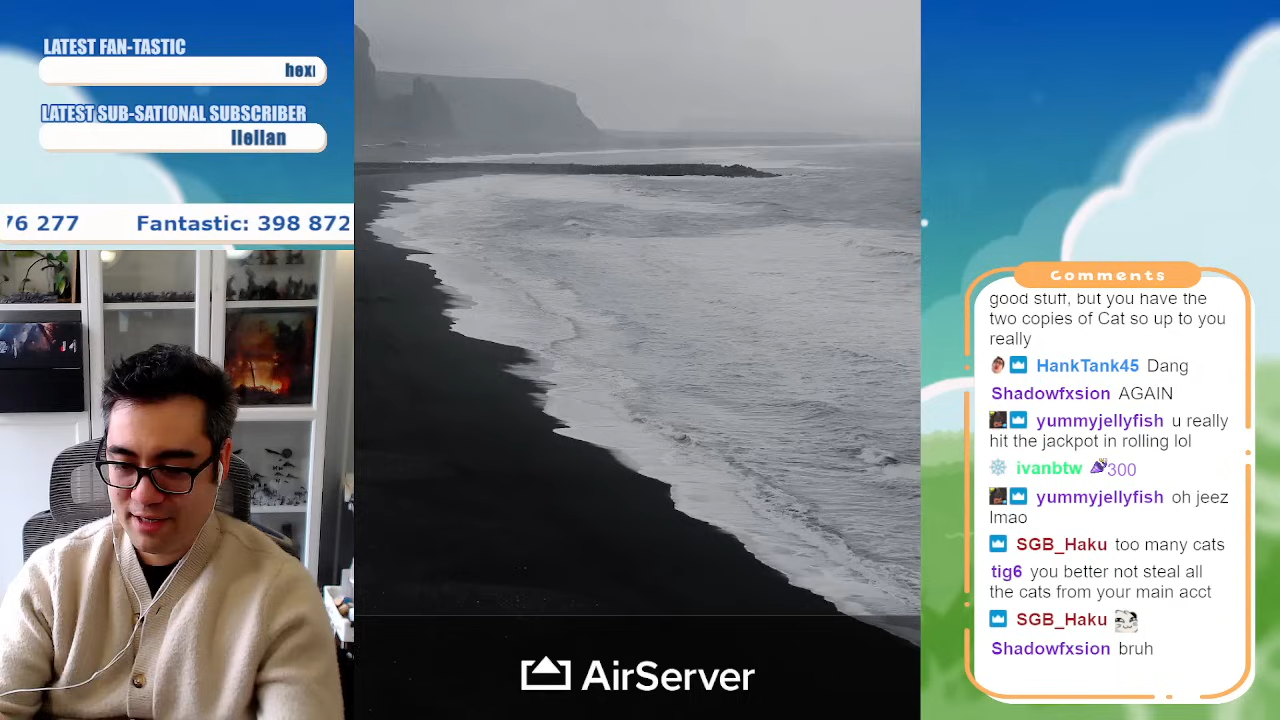 LATEST FAN-TASTIC
hexi
LATEST SUB-SATIONAL SUBSCRIBER
llellan
76 277 Fantastic: 398 872
AirServer
Comments
good stuff, but you have the
two copies of Cat so up to you
really
HankTank45 Dang
Shadowfxsion AGAIN
yummyjellyfish u really
hit the jackpot in rolling lol
ivanbtw 300
yummyjellyfish oh jeez
lmao
SGB_Haku too many cats
tig6 you better not steal all
the cats from your main acct
SGB_Haku
Shadowfxsion bruh